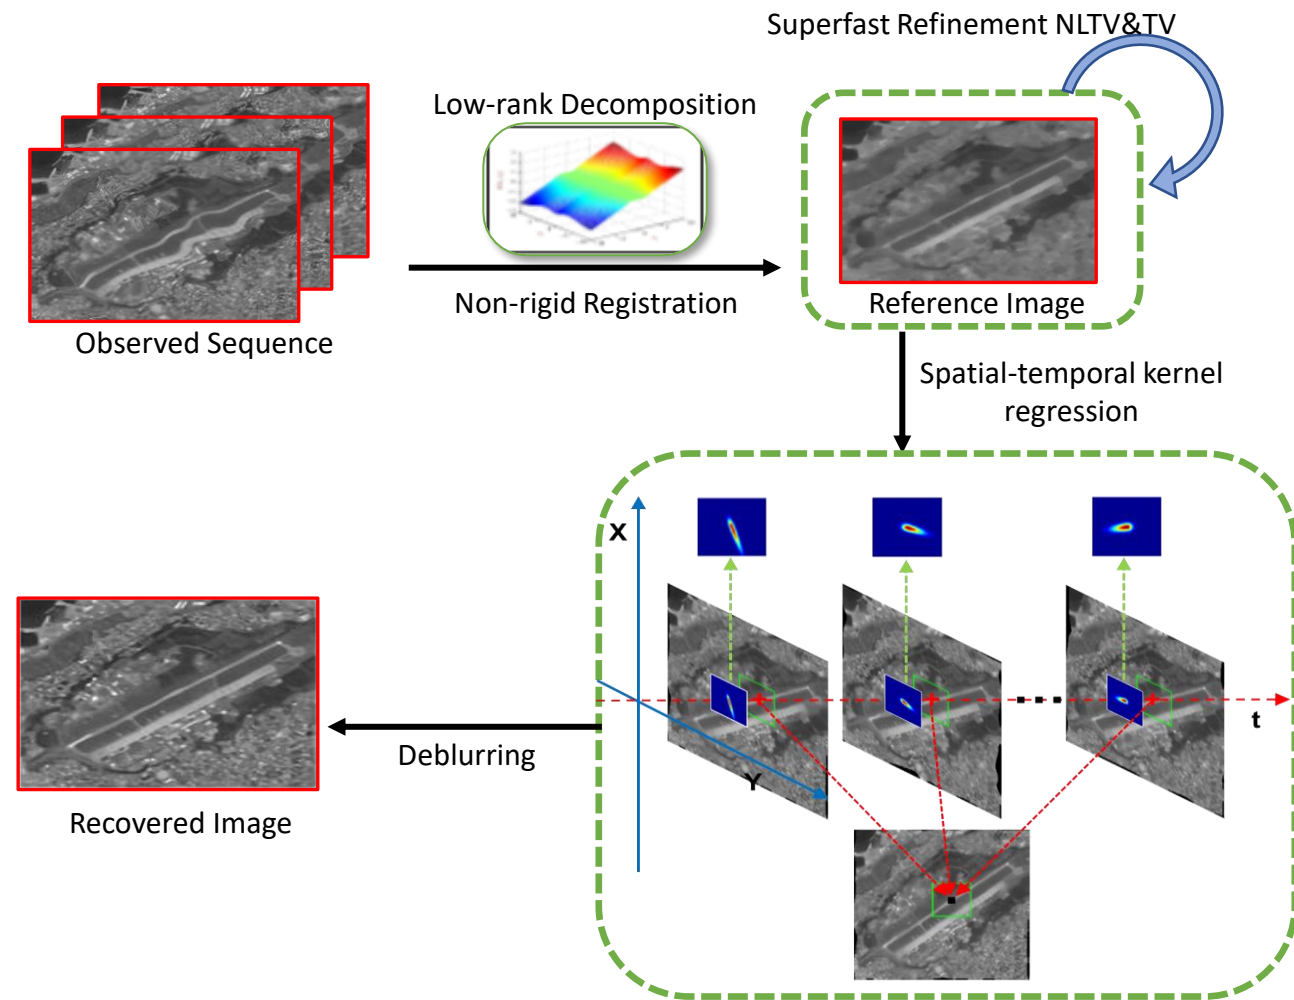 Superfast Refinement NLTV&TV
Low-rank Decomposition
Non-rigid Registration
Observed Sequence
Reference Image
Spatial-temporal kernel
regression
X
Y
t
Deblurring
Recovered Image